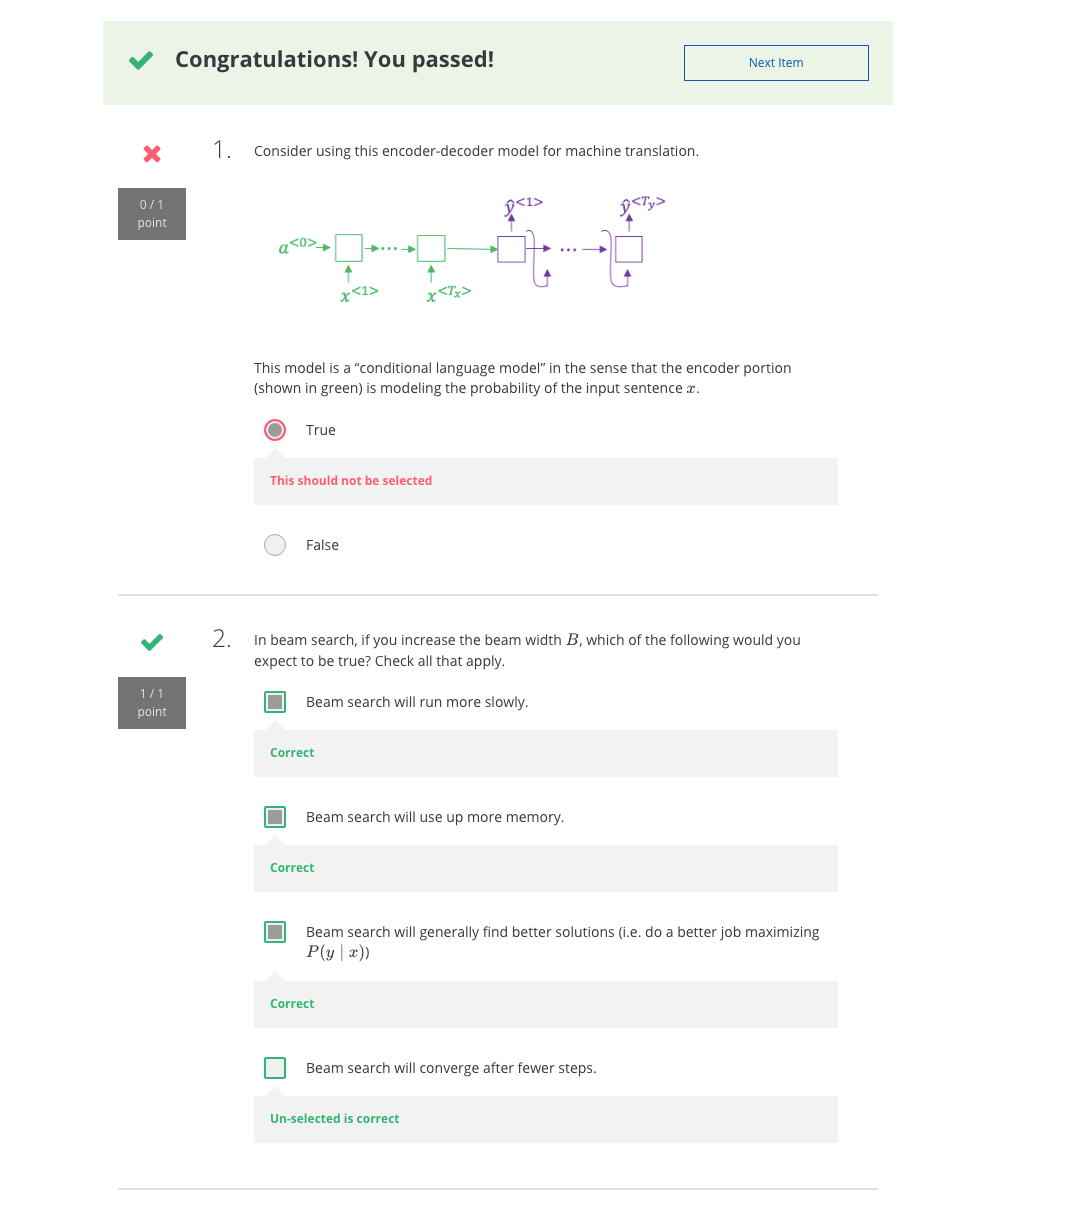 Congratulations! You passed!
Next Item
0 / 1
point
1.
Consider using this encoder-decoder model for machine translation.
ŷ<1>
ŷ<Ty>
a<0>
...
...
x<1>
x<Tx>
This model is a “conditional language model” in the sense that the encoder portion
(shown in green) is modeling the probability of the input sentence x.
True
This should not be selected
False
1 / 1
point
2.
In beam search, if you increase the beam width B, which of the following would you
expect to be true? Check all that apply.
Beam search will run more slowly.
Correct
Beam search will use up more memory.
Correct
Beam search will generally find better solutions (i.e. do a better job maximizing
P(y | x))
Correct
Beam search will converge after fewer steps.
Un-selected is correct